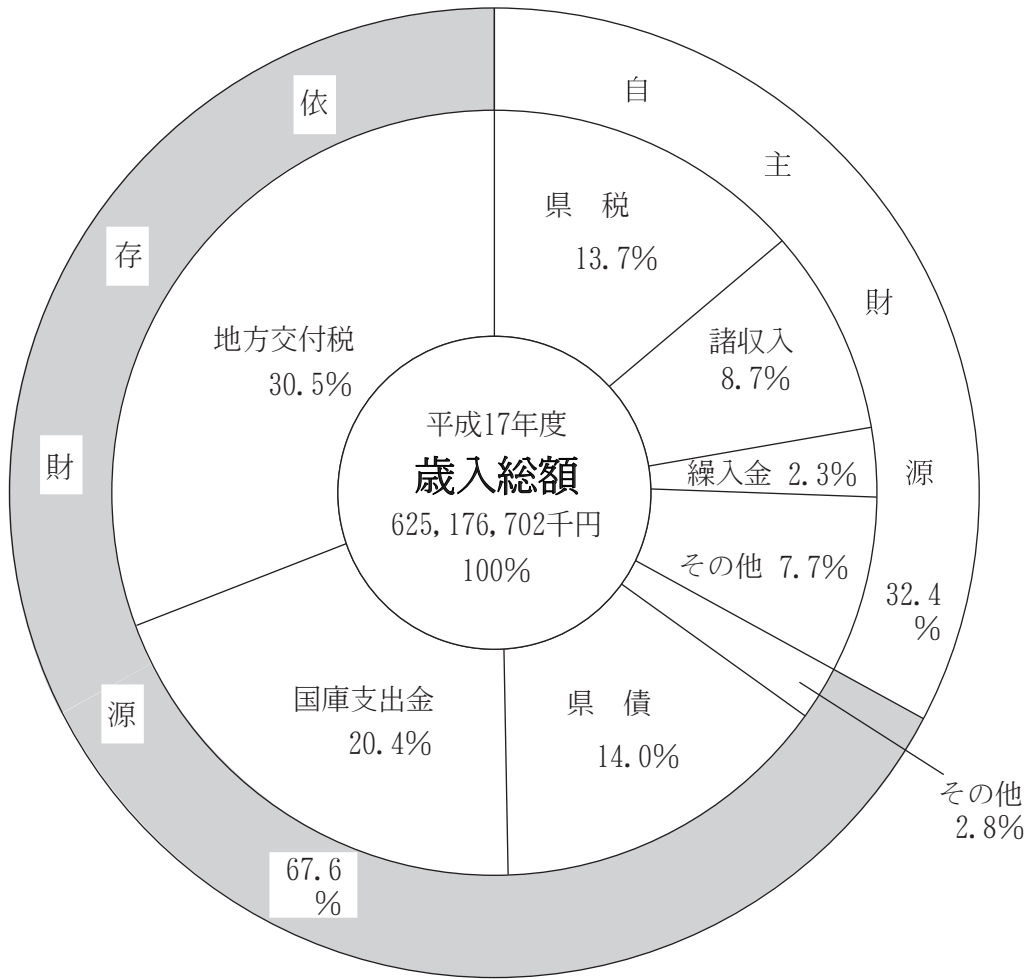 平成17年度
歳入総額
625,176,702千円
100%
自主財源
32.4
%
県 税
13.7%
諸収入
8.7%
繰入金 2.3%
その他 7.7%
依存財源
67.6
%
その他
2.8%
県 債
14.0%
国庫支出金
20.4%
地方交付税
30.5%